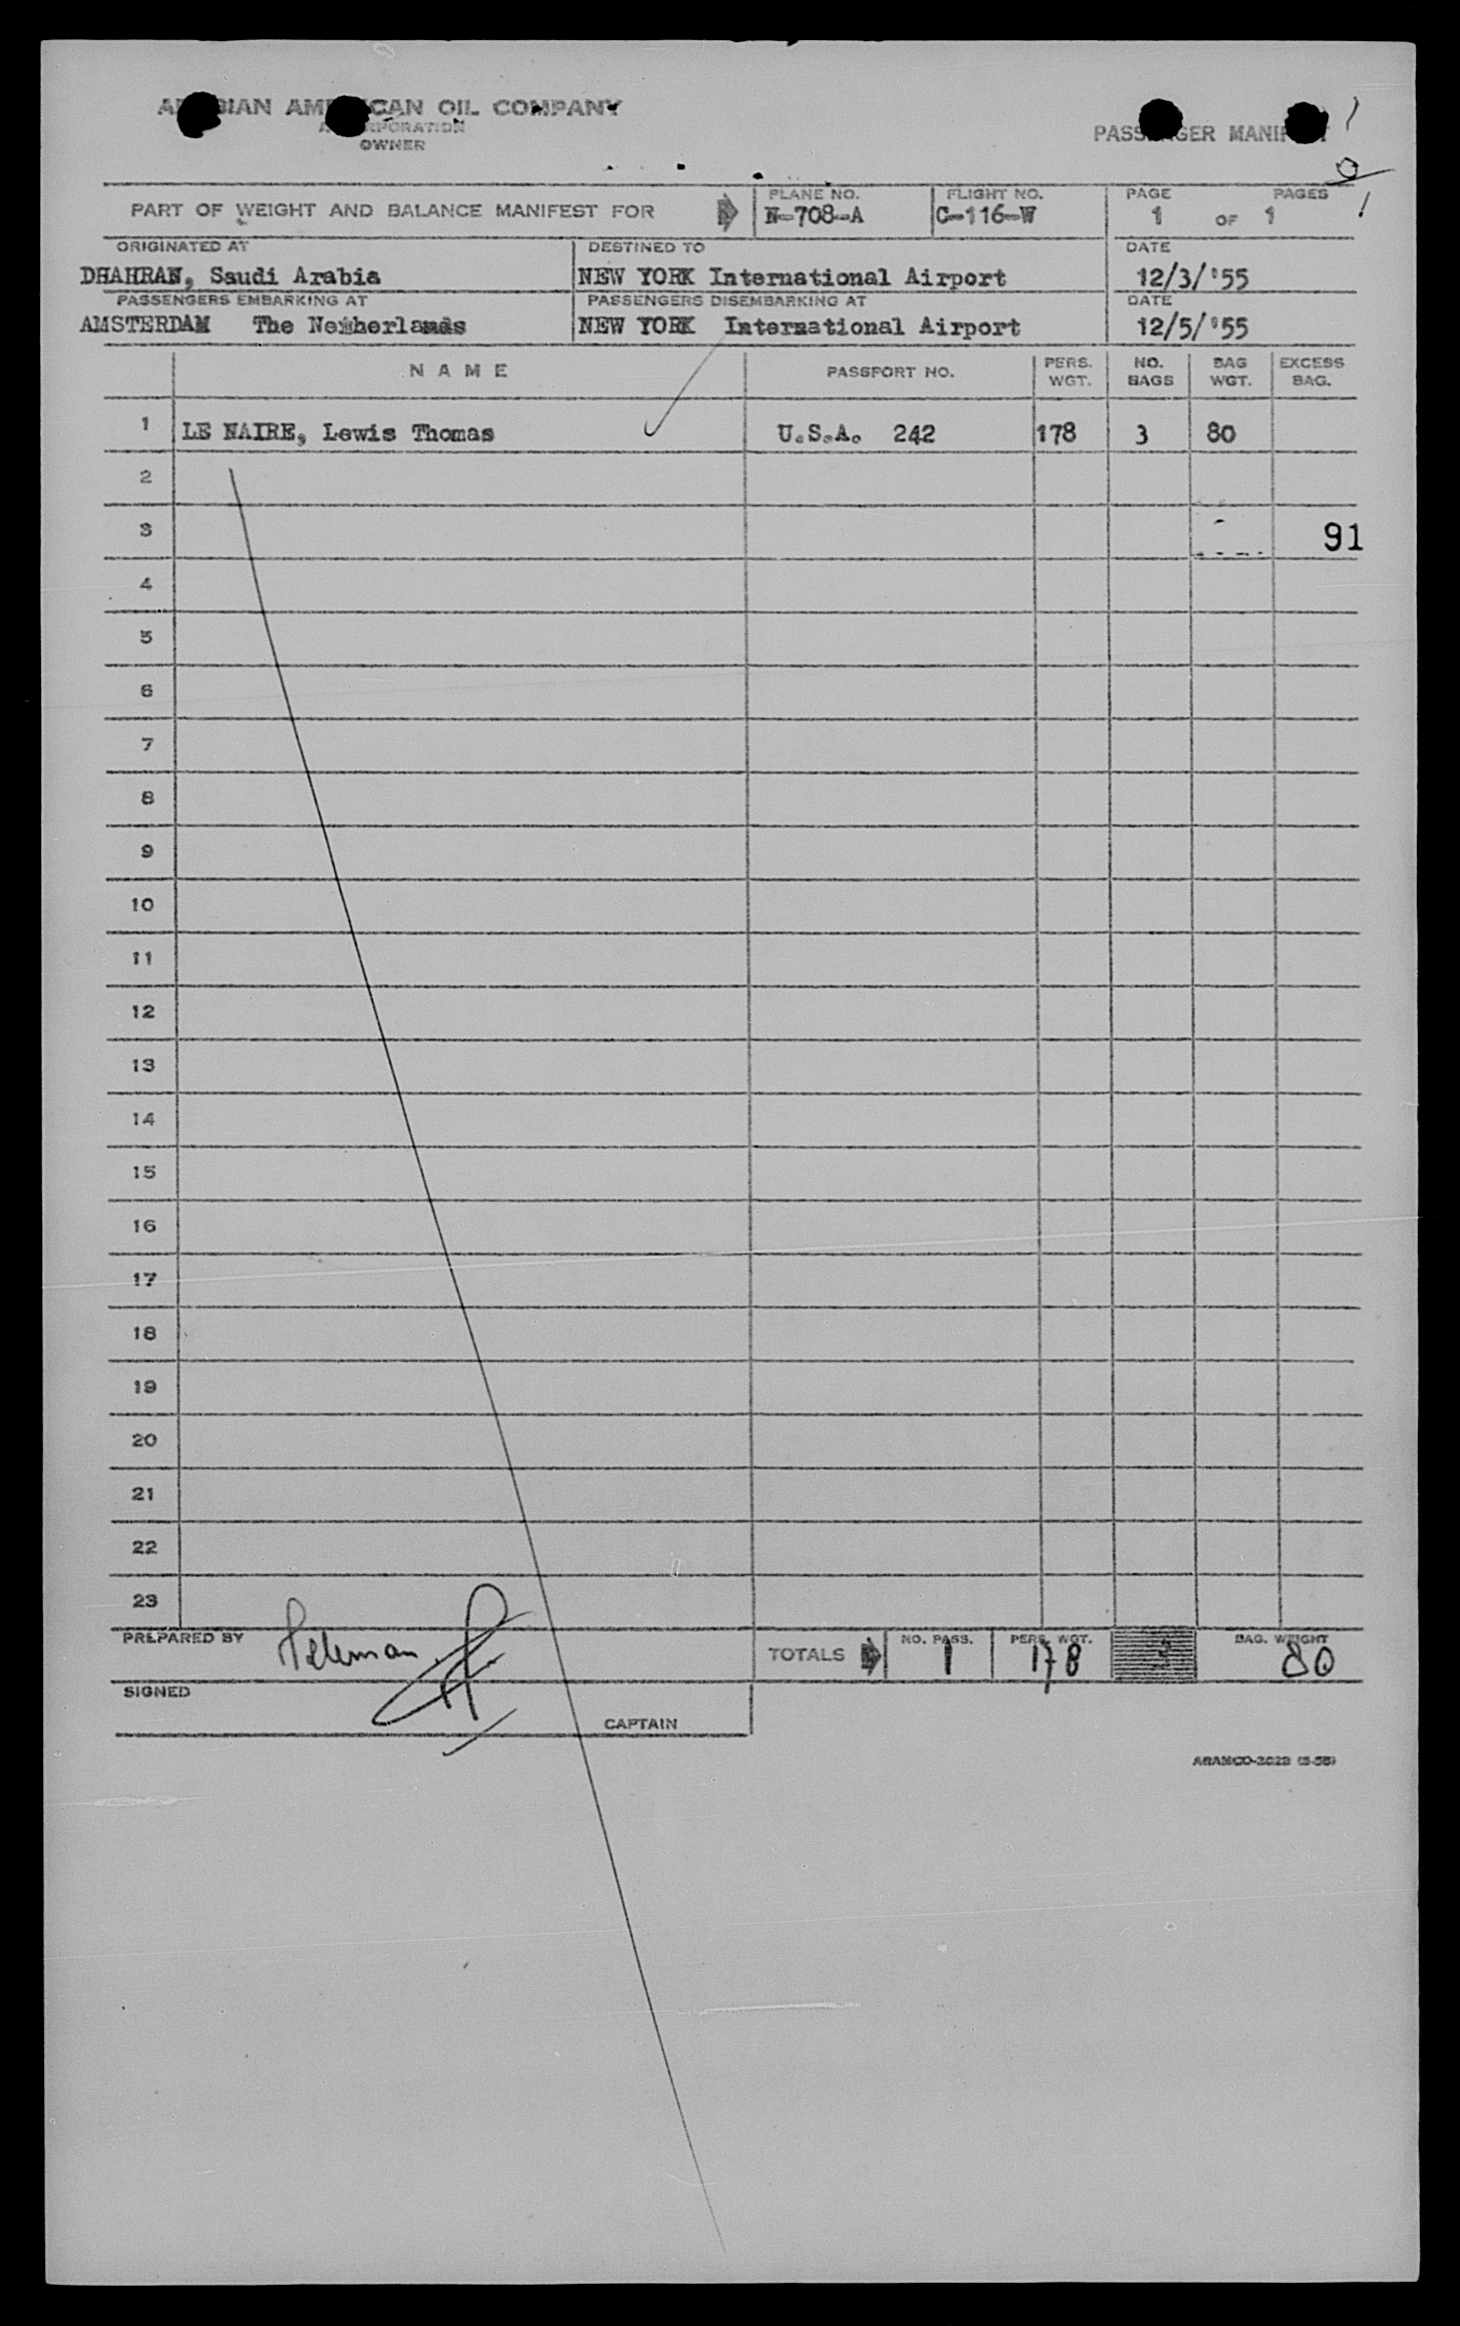 OIL COMPANY
OWNER
PART OF WEIGHT AND BALANCE MANIFEST FOR
PLANE NO.
N-708-A
FLIGHT NO.
C-116-W
PAGE PAGES
1 OF 1
ORIGINATED AT
DHAHRAN, Saudi Arabia
DESTINED TO
NEW YORK International Airport
DATE
12/3/'55
PASSENGERS EMBARKING AT
AMSTERDAM The Netherlands
PASSENGERS DISEMBARKING AT
NEW YORK International Airport
DATE
12/5/'55
NAME PASSPORT NO. PERS. WGT. NO. BAGS BAG WGT. EXCESS BAG.
1 LE NAIRE, Lewis Thomas U.S.A. 242 178 3 80
2
3 91
4
5
6
7
8
9
10
11
12
13
14
15
16
17
18
19
20
21
22
23
PREPARED BY
TOTALS NO. PASS. 1 PERS. WGT. 178 3 BAG. WEIGHT 80
SIGNED
CAPTAIN